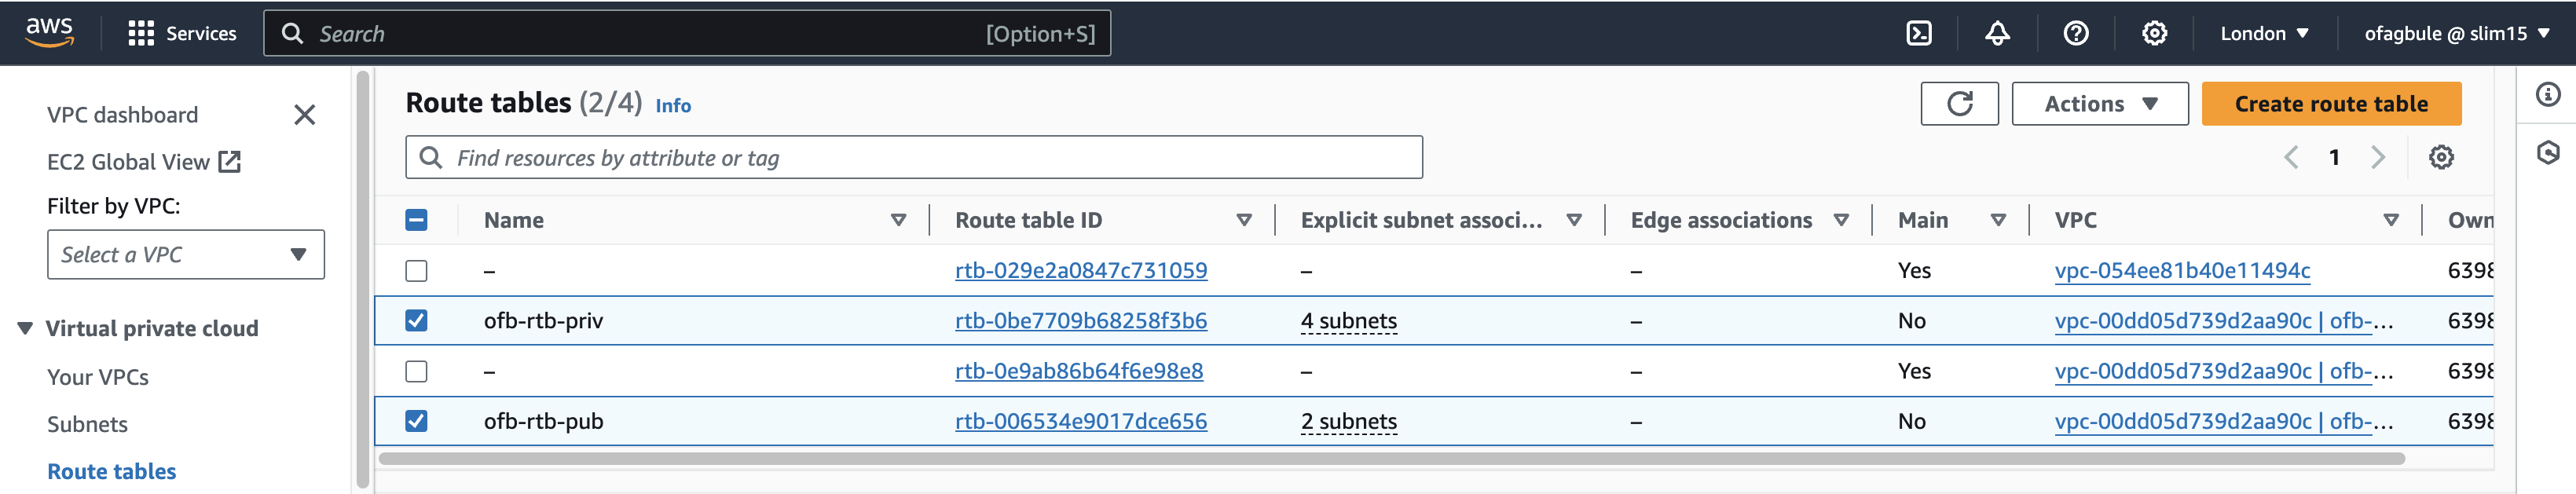 aws
Services
Search [Option+S]
London
ofagbule @ slim15
VPC dashboard
EC2 Global View
Filter by VPC:
Select a VPC
Virtual private cloud
Your VPCs
Subnets
Route tables
Route tables (2/4) Info
Actions
Create route table
Find resources by attribute or tag
1
Name Route table ID Explicit subnet associ... Edge associations Main VPC Own
– rtb-029e2a0847c731059 – – Yes vpc-054ee81b40e11494c 6398
ofb-rtb-priv rtb-0be7709b68258f3b6 4 subnets – No vpc-00dd05d739d2aa90c | ofb-... 6398
– rtb-0e9ab86b64f6e98e8 – – Yes vpc-00dd05d739d2aa90c | ofb-... 6398
ofb-rtb-pub rtb-006534e9017dce656 2 subnets – No vpc-00dd05d739d2aa90c | ofb-... 6398